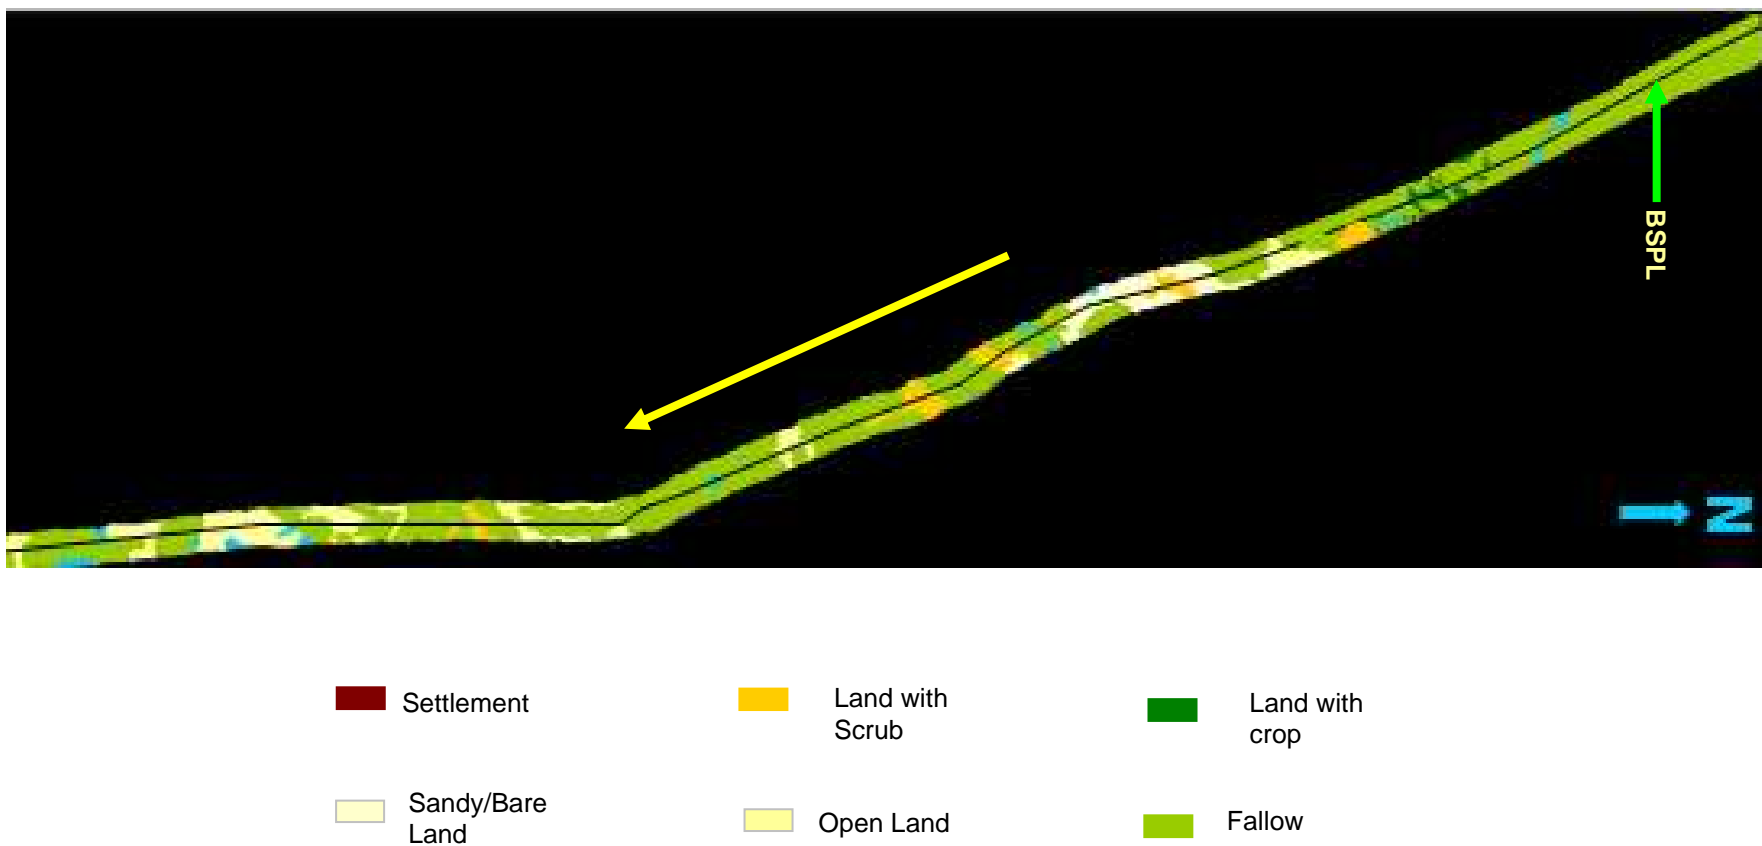 BSPL
N
Settlement
Land with
Scrub
Land with
crop
Sandy/Bare
Land
Open Land
Fallow